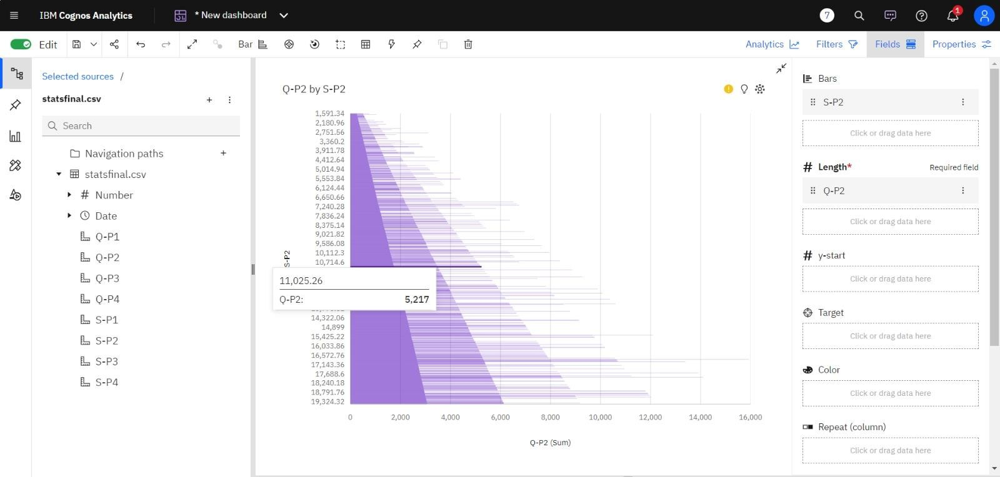 IBM Cognos Analytics
* New dashboard
7
1
Edit
Bar
Analytics
Filters
Fields
Properties
Selected sources /
statsfinal.csv
Search
Navigation paths
statsfinal.csv
Number
Date
Q-P1
Q-P2
Q-P3
Q-P4
S-P1
S-P2
S-P3
S-P4
Q-P2 by S-P2
S-P2
1,591.34
2,180.96
2,751.56
3,360.2
3,911.78
4,412.64
5,014.94
5,553.84
6,124.44
6,650.66
7,240.28
7,836.24
8,375.14
9,021.82
9,586.08
10,112.3
10,714.6
11,025.26
Q-P2: 5,217
14,322.06
14,899
15,425.22
16,033.86
16,572.76
17,143.36
17,688.6
18,240.18
18,791.76
19,324.32
0 2,000 4,000 6,000 8,000 10,000 12,000 14,000 16,000
Q-P2 (Sum)
Bars
S-P2
Click or drag data here
# Length* Required field
Q-P2
Click or drag data here
# y-start
Click or drag data here
Target
Click or drag data here
Color
Click or drag data here
Repeat (column)
Click or drag data here